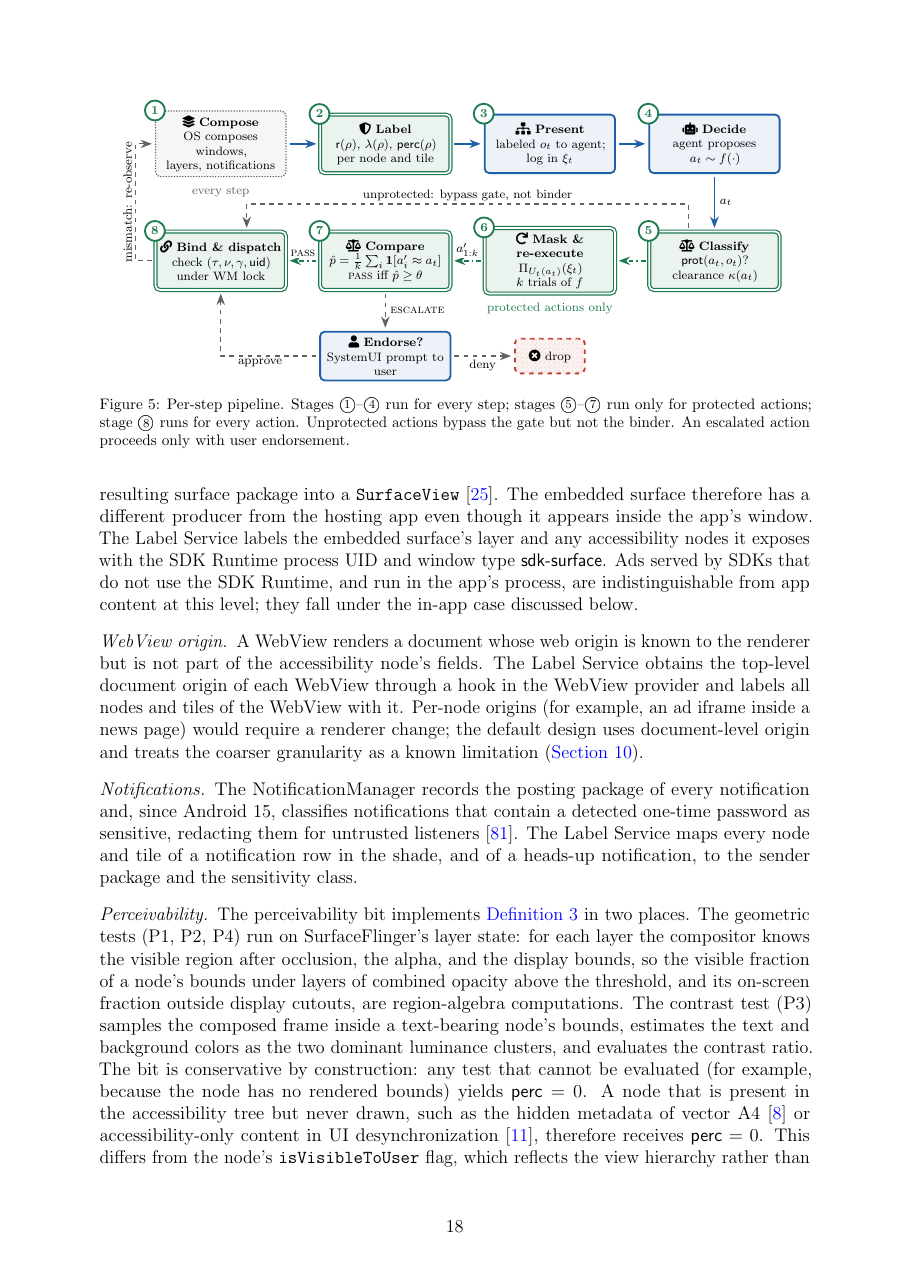 1
Compose
OS composes
windows,
layers, notifications
2
Label
r(ρ), λ(ρ), perc(ρ)
per node and tile
3
Present
labeled oₜ to agent;
log in ξₜ
4
Decide
agent proposes
aₜ ∼ f(·)
every step
unprotected: bypass gate, not binder
aₜ
mismatch: re-observe
8
Bind & dispatch
check (τ, ν, γ, uid)
under WM lock
PASS
7
Compare
p̂ = 1/k ∑ᵢ 1[a′ᵢ ≈ aₜ]
PASS iff p̂ ≥ θ
a′₁:ₖ
6
Mask &
re-execute
Π_{Uₜ(aₜ)}(ξₜ)
k trials of f
5
Classify
prot(aₜ, oₜ)?
clearance κ(aₜ)
protected actions only
ESCALATE
Endorse?
SystemUI prompt to
user
approve
deny
drop
Figure 5: Per-step pipeline. Stages ①–④ run for every step; stages ⑤–⑦ run only for protected actions;
stage ⑧ runs for every action. Unprotected actions bypass the gate but not the binder. An escalated action
proceeds only with user endorsement.
resulting surface package into a SurfaceView [25]. The embedded surface therefore has a
different producer from the hosting app even though it appears inside the app's window.
The Label Service labels the embedded surface's layer and any accessibility nodes it exposes
with the SDK Runtime process UID and window type sdk-surface. Ads served by SDKs that
do not use the SDK Runtime, and run in the app's process, are indistinguishable from app
content at this level; they fall under the in-app case discussed below.
WebView origin. A WebView renders a document whose web origin is known to the renderer
but is not part of the accessibility node's fields. The Label Service obtains the top-level
document origin of each WebView through a hook in the WebView provider and labels all
nodes and tiles of the WebView with it. Per-node origins (for example, an ad iframe inside a
news page) would require a renderer change; the default design uses document-level origin
and treats the coarser granularity as a known limitation (Section 10).
Notifications. The NotificationManager records the posting package of every notification
and, since Android 15, classifies notifications that contain a detected one-time password as
sensitive, redacting them for untrusted listeners [81]. The Label Service maps every node
and tile of a notification row in the shade, and of a heads-up notification, to the sender
package and the sensitivity class.
Perceivability. The perceivability bit implements Definition 3 in two places. The geometric
tests (P1, P2, P4) run on SurfaceFlinger's layer state: for each layer the compositor knows
the visible region after occlusion, the alpha, and the display bounds, so the visible fraction
of a node's bounds under layers of combined opacity above the threshold, and its on-screen
fraction outside display cutouts, are region-algebra computations. The contrast test (P3)
samples the composed frame inside a text-bearing node's bounds, estimates the text and
background colors as the two dominant luminance clusters, and evaluates the contrast ratio.
The bit is conservative by construction: any test that cannot be evaluated (for example,
because the node has no rendered bounds) yields perc = 0. A node that is present in
the accessibility tree but never drawn, such as the hidden metadata of vector A4 [8] or
accessibility-only content in UI desynchronization [11], therefore receives perc = 0. This
differs from the node's isVisibleToUser flag, which reflects the view hierarchy rather than
18